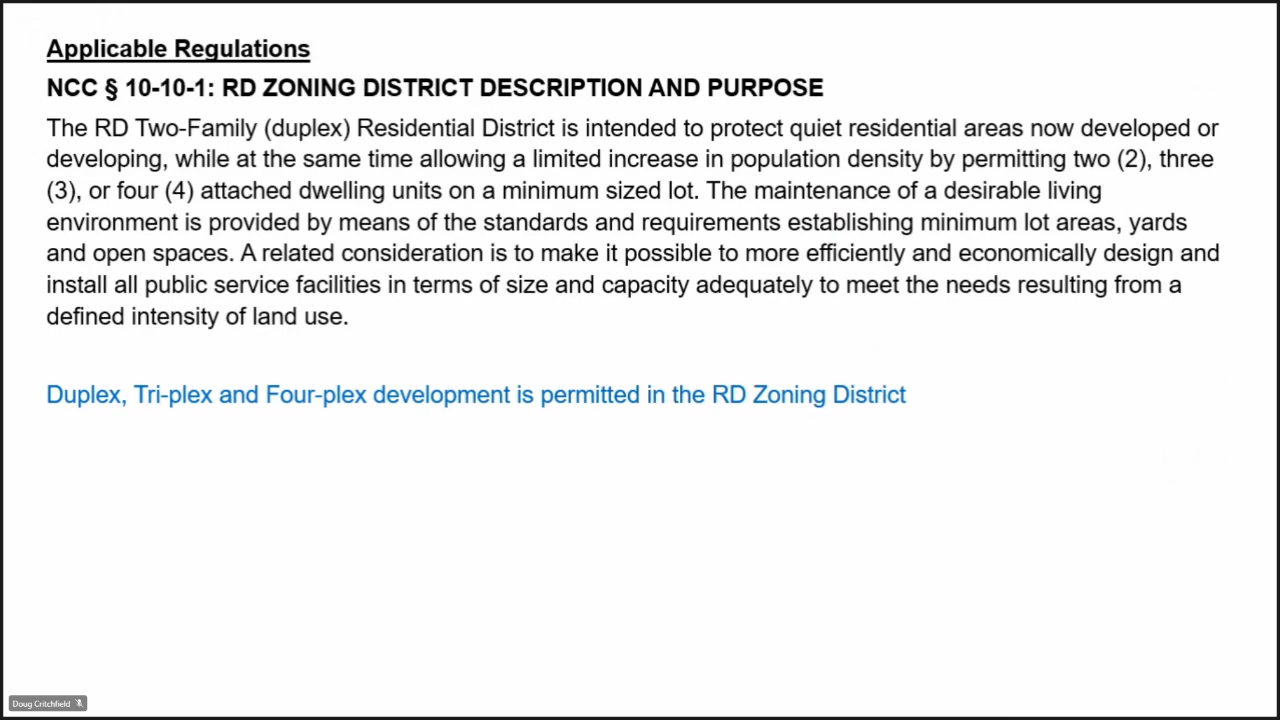 Applicable Regulations
NCC § 10-10-1: RD ZONING DISTRICT DESCRIPTION AND PURPOSE
The RD Two-Family (duplex) Residential District is intended to protect quiet residential areas now developed or
developing, while at the same time allowing a limited increase in population density by permitting two (2), three
(3), or four (4) attached dwelling units on a minimum sized lot. The maintenance of a desirable living
environment is provided by means of the standards and requirements establishing minimum lot areas, yards
and open spaces. A related consideration is to make it possible to more efficiently and economically design and
install all public service facilities in terms of size and capacity adequately to meet the needs resulting from a
defined intensity of land use.
Duplex, Tri-plex and Four-plex development is permitted in the RD Zoning District
Doug Critchfield